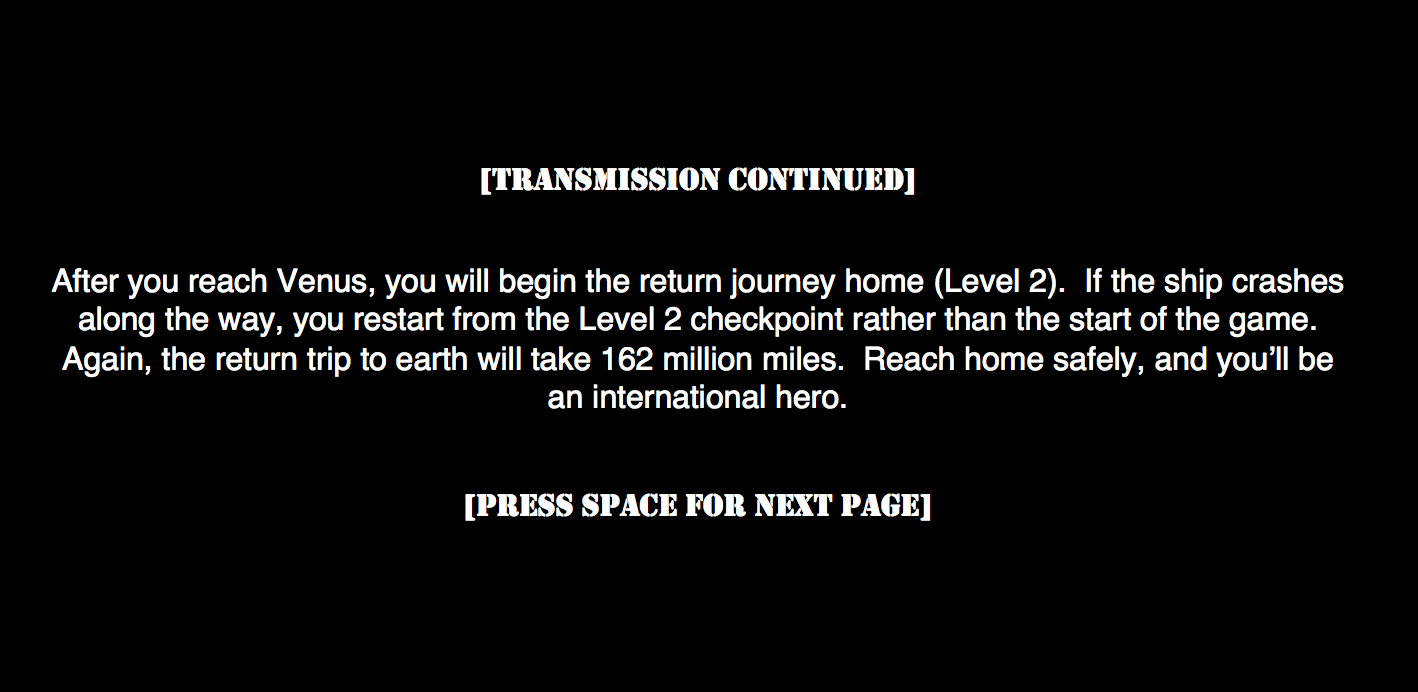 [TRANSMISSION CONTINUED]
After you reach Venus, you will begin the return journey home (Level 2).  If the ship crashes
along the way, you restart from the Level 2 checkpoint rather than the start of the game.
Again, the return trip to earth will take 162 million miles.  Reach home safely, and you’ll be
an international hero.
[PRESS SPACE FOR NEXT PAGE]